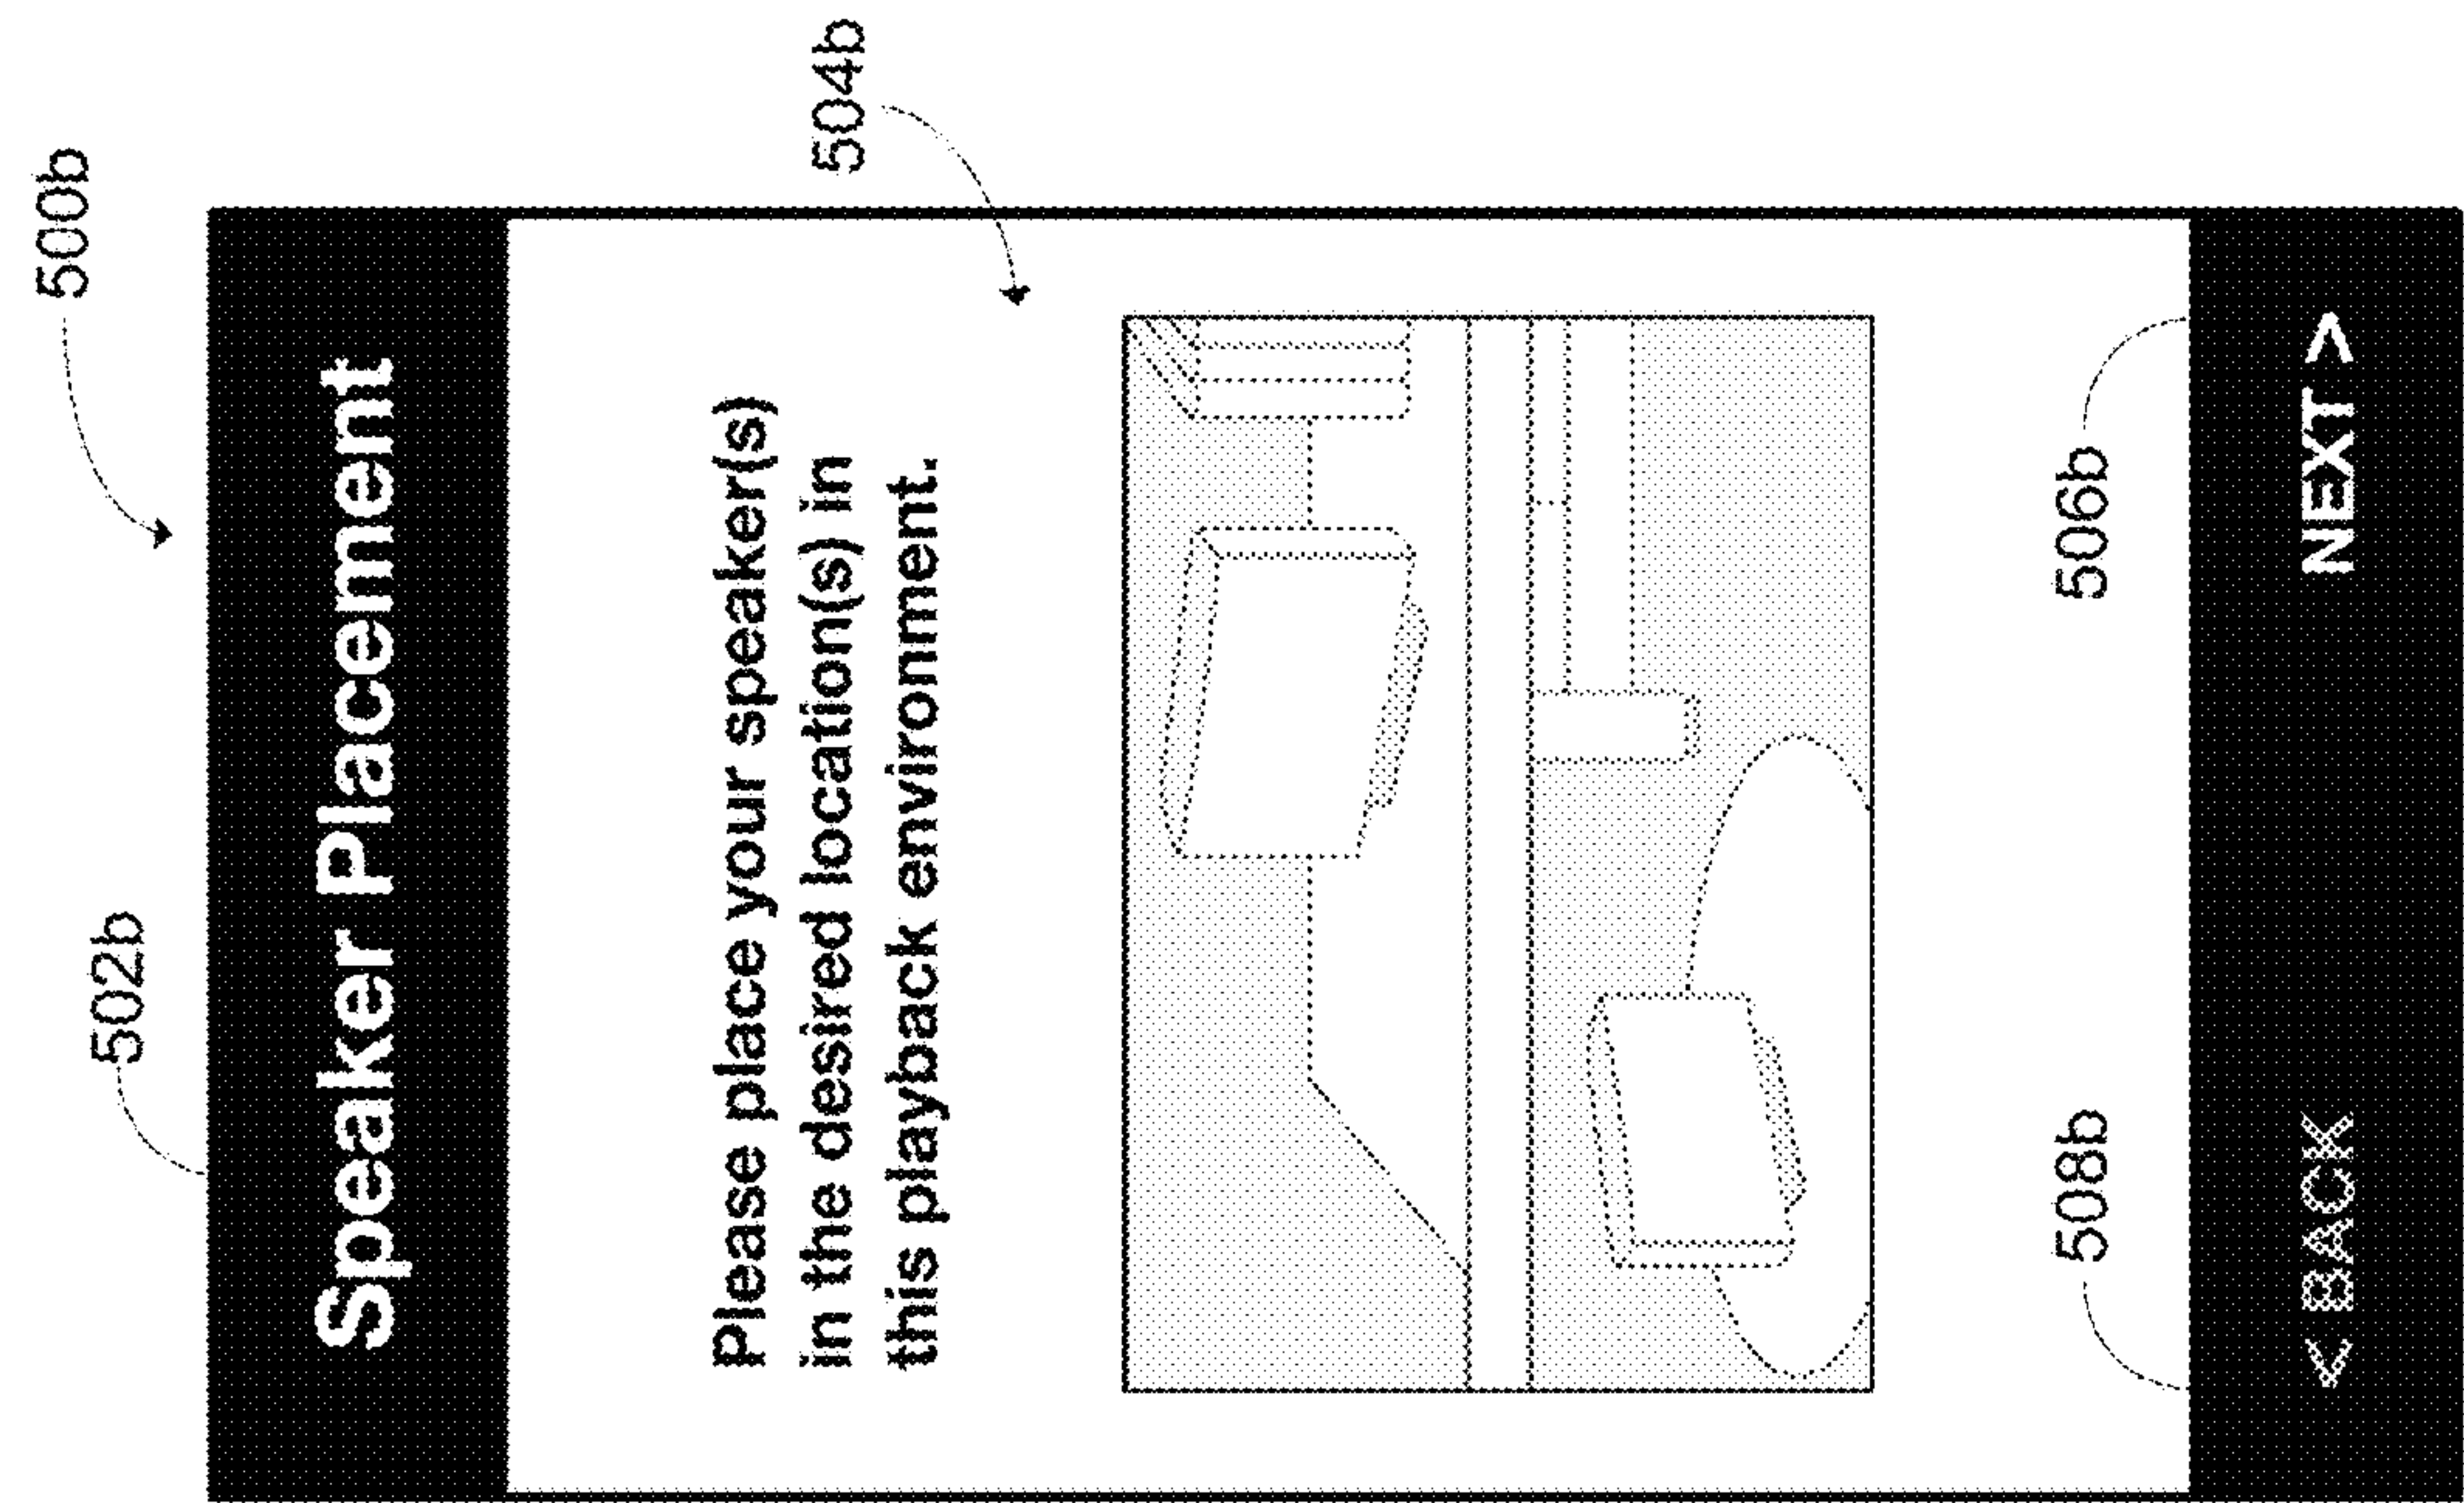 500b
502b
Speaker Placement
Please place your speaker(s)
in the desired location(s) in
this playback environment.
504b
508b
506b
< BACK
NEXT >